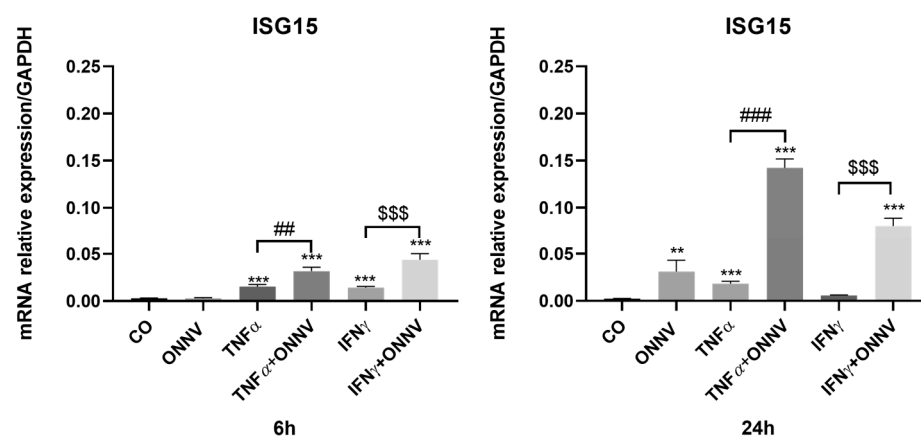 ISG15
mRNA relative expression/GAPDH
0.25
0.20
0.15
0.10
0.05
0.00
##
$$$
***
***
***
***
CO
ONNV
TNFα
TNFα+ONNV
IFNγ
IFNγ+ONNV
6h
ISG15
mRNA relative expression/GAPDH
0.25
0.20
0.15
0.10
0.05
0.00
###
$$$
**
***
***
***
CO
ONNV
TNFα
TNFα+ONNV
IFNγ
IFNγ+ONNV
24h